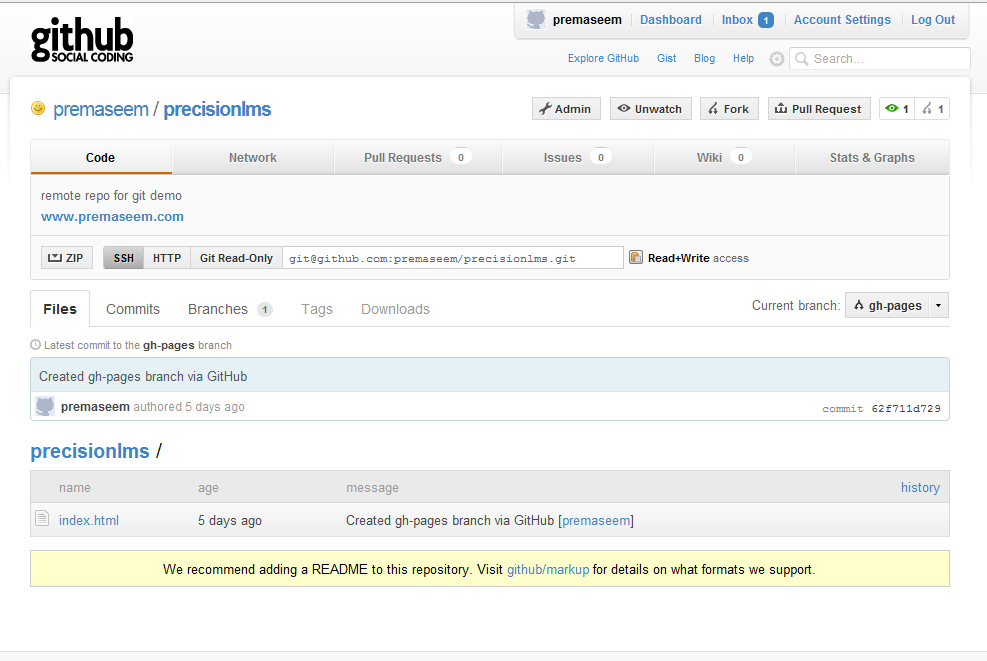 github
SOCIAL CODING
premaseem Dashboard Inbox 1 Account Settings Log Out
Explore GitHub Gist Blog Help Search...
premaseem / precisionlms
Admin Unwatch Fork Pull Request 1 1
Code Network Pull Requests 0 Issues 0 Wiki 0 Stats & Graphs
remote repo for git demo
www.premaseem.com
ZIP SSH HTTP Git Read-Only git@github.com:premaseem/precisionlms.git Read+Write access
Files Commits Branches 1 Tags Downloads Current branch: gh-pages
Latest commit to the gh-pages branch
Created gh-pages branch via GitHub
premaseem authored 5 days ago commit 62f711d729
precisionlms /
name age message history
index.html 5 days ago Created gh-pages branch via GitHub [premaseem]
We recommend adding a README to this repository. Visit github/markup for details on what formats we support.